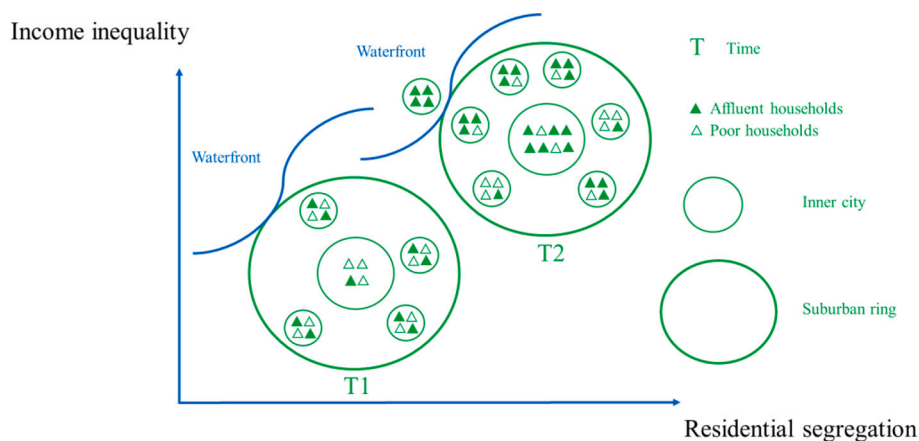 Income inequality
Waterfront
Waterfront
T Time
Affluent households
Poor households
Inner city
Suburban ring
T2
T1
Residential segregation